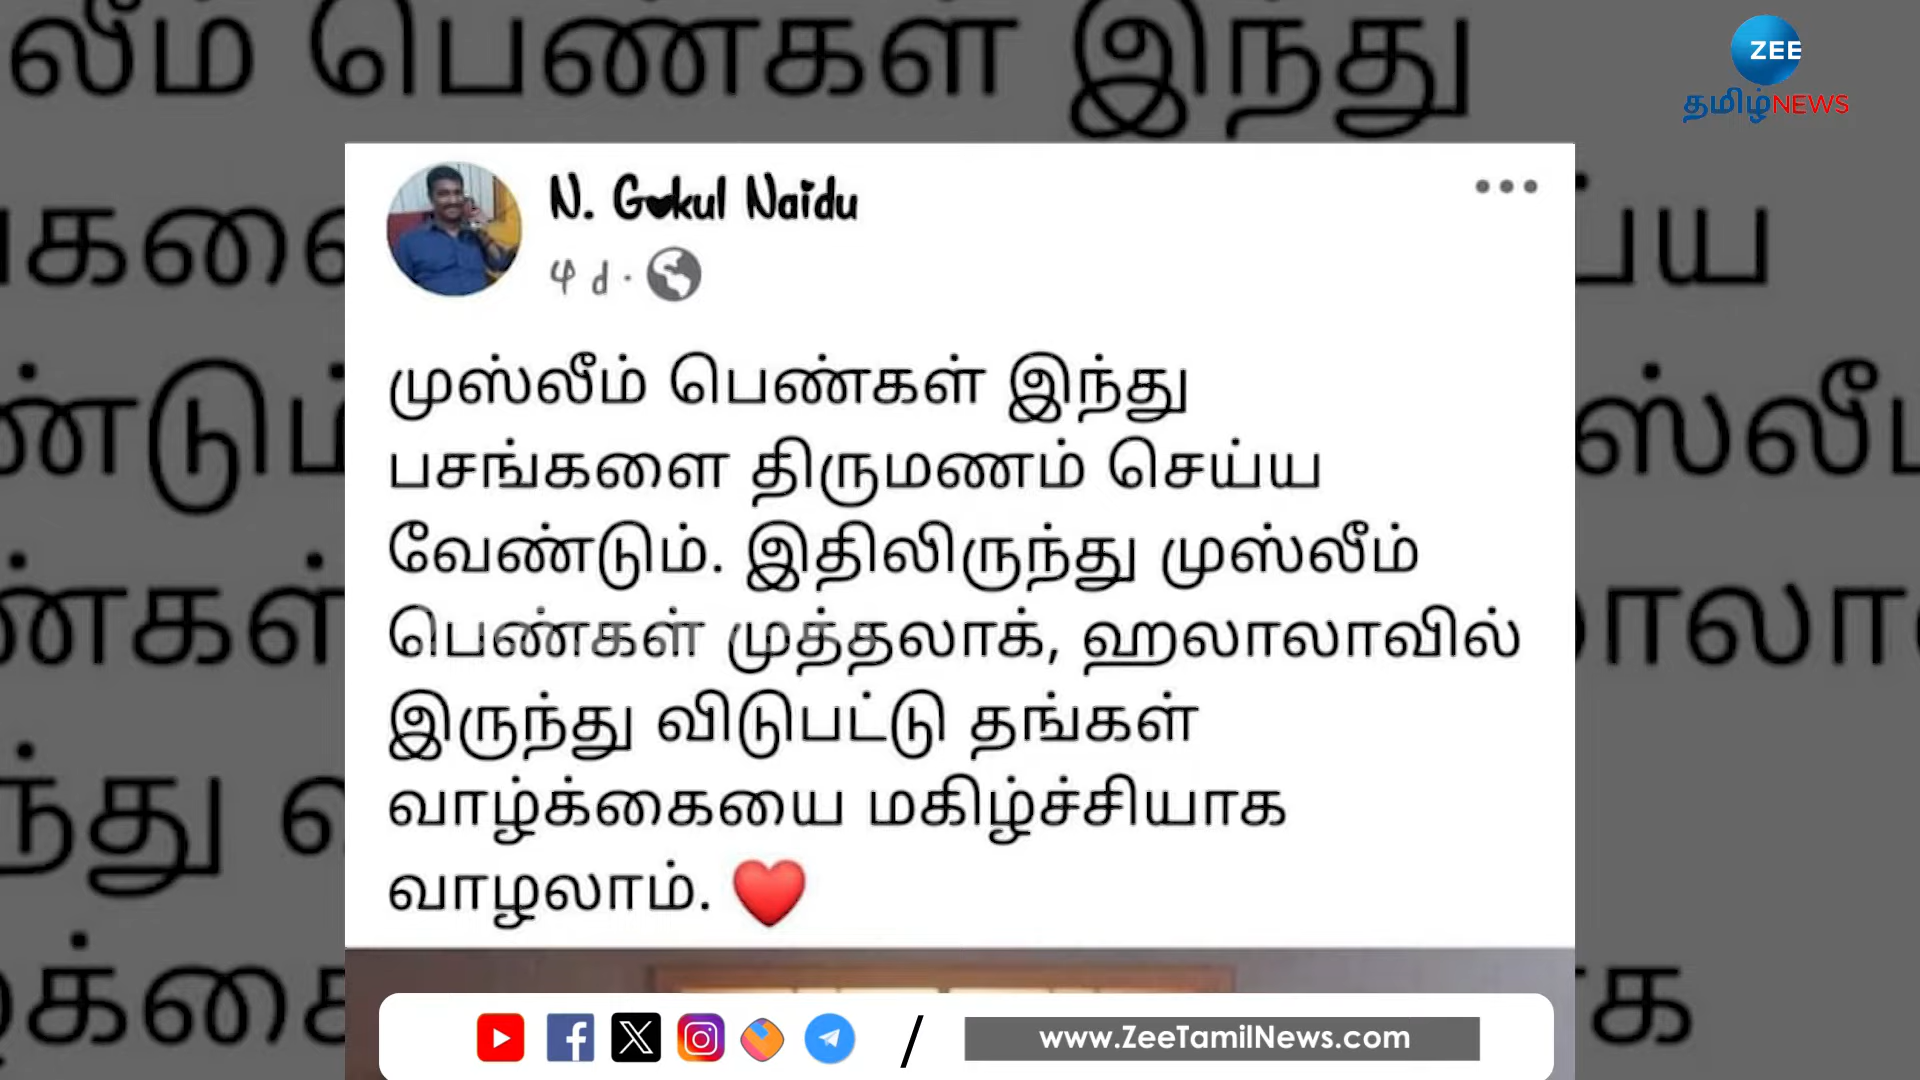 ZEE
தமிழ்NEWS
N. Gokul Naidu
4 d ·
முஸ்லீம் பெண்கள் இந்து
பசங்களை திருமணம் செய்ய
வேண்டும். இதிலிருந்து முஸ்லீம்
பெண்கள் முத்தலாக், ஹலாலாவில்
இருந்து விடுபட்டு தங்கள்
வாழ்க்கையை மகிழ்ச்சியாக
வாழலாம். ❤️
/ www.ZeeTamilNews.com